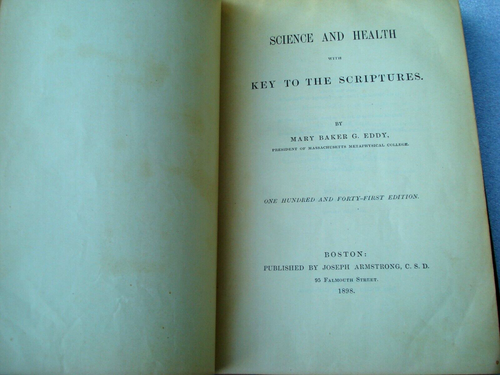 SCIENCE AND HEALTH
WITH
KEY TO THE SCRIPTURES.
BY
MARY BAKER G. EDDY,
PRESIDENT OF MASSACHUSETTS METAPHYSICAL COLLEGE.
ONE HUNDRED AND FORTY-FIRST EDITION.
BOSTON:
PUBLISHED BY JOSEPH ARMSTRONG, C. S. D.
95 FALMOUTH STREET.
1898.